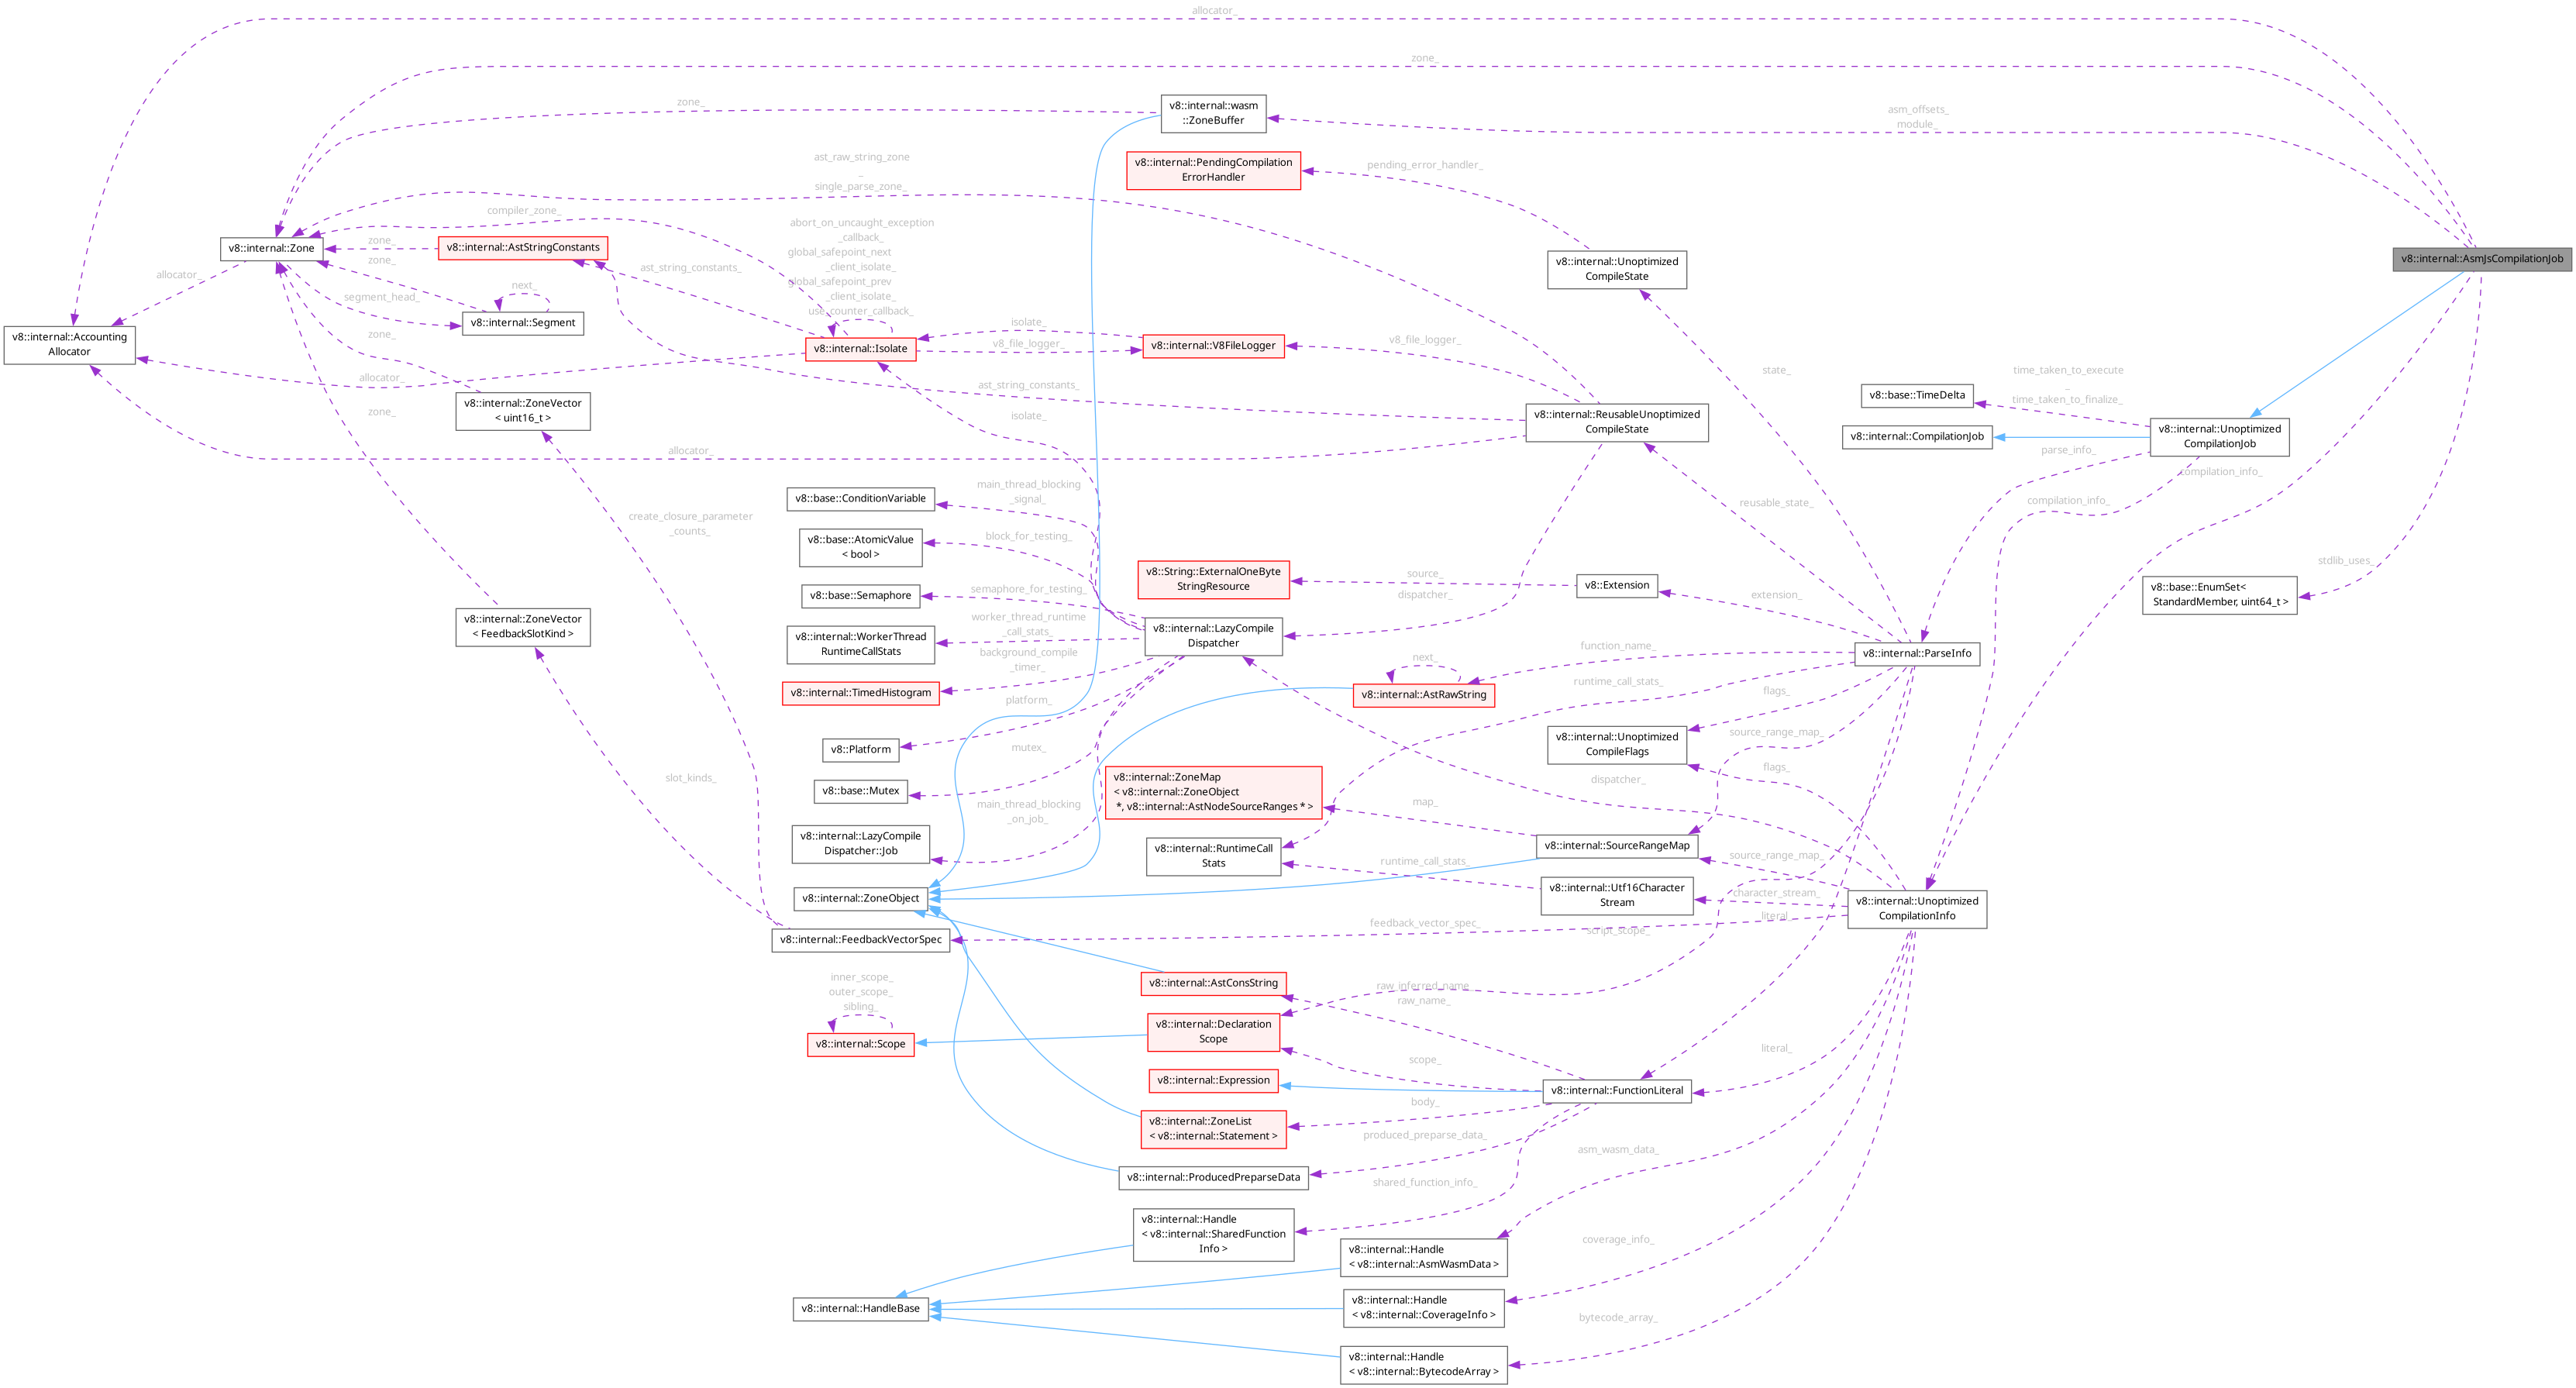 allocator_
zone_
v8::internal::wasm
::ZoneBuffer
zone_
asm_offsets_
module_
v8::internal::PendingCompilation
ErrorHandler
pending_error_handler_
ast_raw_string_zone
_
single_parse_zone_
compiler_zone_
abort_on_uncaught_exception
_callback_
global_safepoint_next
_client_isolate_
global_safepoint_prev
_client_isolate_
use_counter_callback_
v8::internal::Zone
zone_
v8::internal::AstStringConstants
zone_
ast_string_constants_
v8::internal::Unoptimized
CompileState
v8::internal::AsmJsCompilationJob
allocator_
segment_head_
next_
v8::internal::Segment
v8::internal::Accounting
Allocator
zone_
v8::internal::Isolate
isolate_
v8_file_logger_
v8::internal::V8FileLogger
v8_file_logger_
state_
allocator_
ast_string_constants_
v8::internal::ZoneVector
< uint16_t >
zone_
isolate_
v8::internal::ReusableUnoptimized
CompileState
v8::base::TimeDelta
time_taken_to_execute
_
time_taken_to_finalize_
v8::internal::CompilationJob
v8::internal::Unoptimized
CompilationJob
allocator_
parse_info_
compilation_info_
compilation_info_
v8::base::ConditionVariable
main_thread_blocking
_signal_
reusable_state_
create_closure_parameter
_counts_
v8::base::AtomicValue
< bool >
block_for_testing_
stdlib_uses_
v8::String::ExternalOneByte
StringResource
source_
v8::Extension
extension_
dispatcher_
v8::base::EnumSet<
StandardMember, uint64_t >
v8::base::Semaphore
semaphore_for_testing_
v8::internal::ZoneVector
< FeedbackSlotKind >
v8::internal::WorkerThread
RuntimeCallStats
worker_thread_runtime
_call_stats_
v8::internal::LazyCompile
Dispatcher
v8::internal::ParseInfo
function_name_
background_compile
_timer_
v8::internal::TimedHistogram
next_
v8::internal::AstRawString
runtime_call_stats_
flags_
platform_
v8::Platform
v8::internal::Unoptimized
CompileFlags
source_range_map_
mutex_
v8::base::Mutex
slot_kinds_
v8::internal::ZoneMap
< v8::internal::ZoneObject
*, v8::internal::AstNodeSourceRanges * >
dispatcher_
flags_
main_thread_blocking
_on_job_
map_
v8::internal::LazyCompile
Dispatcher::Job
v8::internal::RuntimeCall
Stats
v8::internal::SourceRangeMap
source_range_map_
runtime_call_stats_
v8::internal::Utf16Character
Stream
character_stream_
v8::internal::ZoneObject
v8::internal::Unoptimized
CompilationInfo
literal_
feedback_vector_spec_
script_scope_
v8::internal::FeedbackVectorSpec
v8::internal::AstConsString
raw_inferred_name_
raw_name_
inner_scope_
outer_scope_
sibling_
v8::internal::Scope
v8::internal::Declaration
Scope
scope_
literal_
v8::internal::Expression
v8::internal::FunctionLiteral
v8::internal::ZoneList
< v8::internal::Statement >
body_
produced_preparse_data_
asm_wasm_data_
v8::internal::ProducedPreparseData
shared_function_info_
v8::internal::Handle
< v8::internal::SharedFunction
Info >
v8::internal::Handle
< v8::internal::AsmWasmData >
coverage_info_
v8::internal::HandleBase
v8::internal::Handle
< v8::internal::CoverageInfo >
bytecode_array_
v8::internal::Handle
< v8::internal::BytecodeArray >